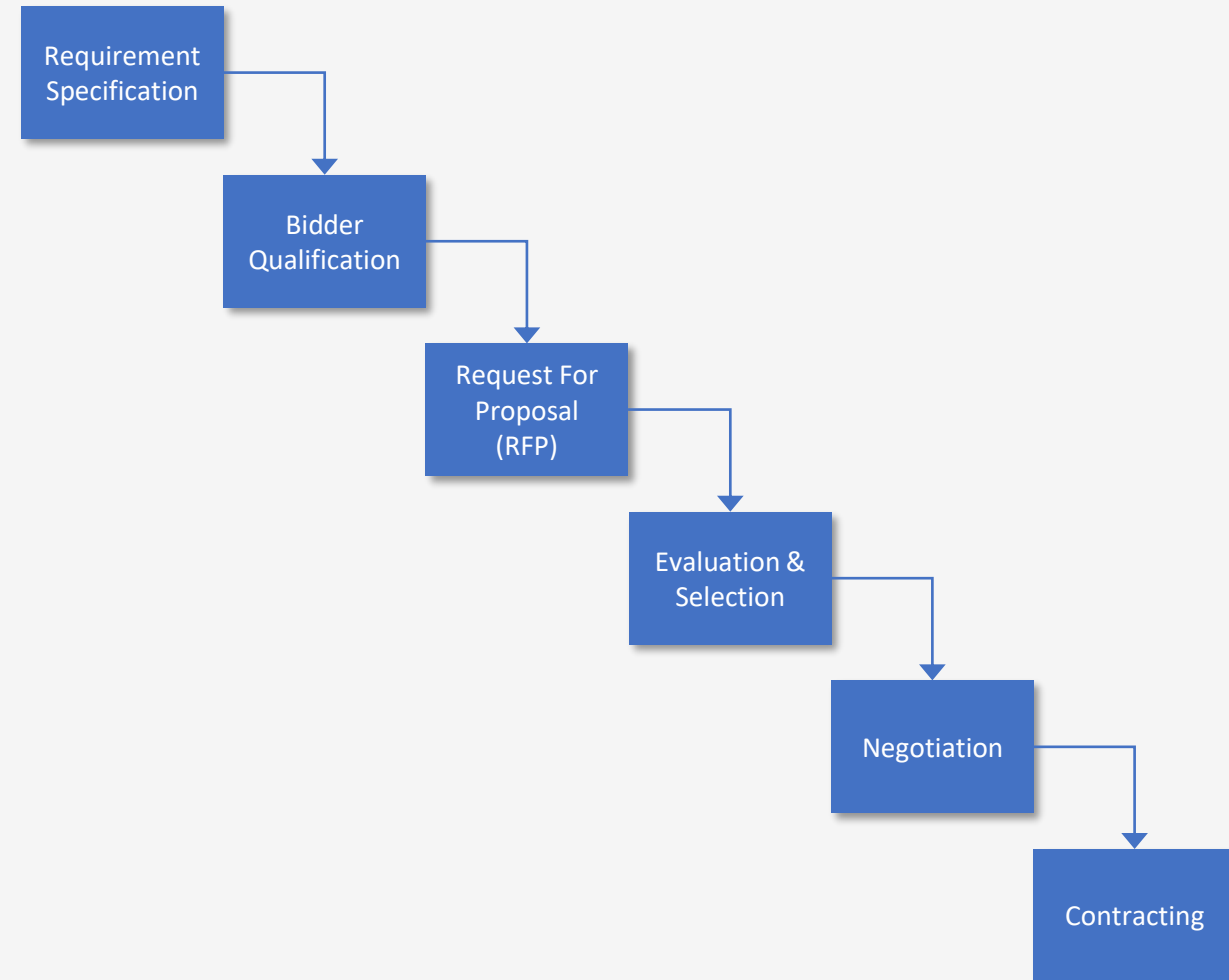 Requirement
Specification
Bidder
Qualification
Request For
Proposal
(RFP)
Evaluation &
Selection
Negotiation
Contracting